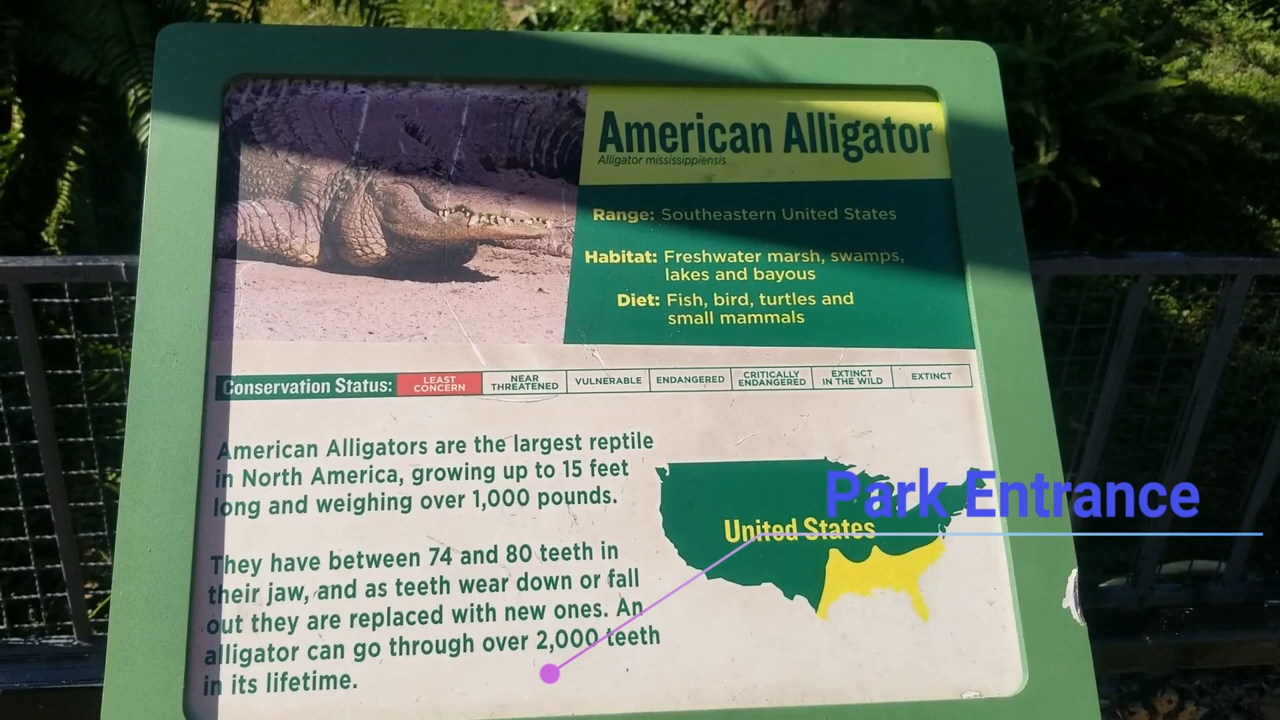 American Alligator
Alligator mississippiensis
Range: Southeastern United States
Habitat: Freshwater marsh, swamps,
lakes and bayous
Diet: Fish, bird, turtles and
small mammals
Conservation Status: LEAST CONCERN NEAR THREATENED VULNERABLE ENDANGERED CRITICALLY ENDANGERED EXTINCT IN THE WILD EXTINCT
American Alligators are the largest reptile
in North America, growing up to 15 feet
long and weighing over 1,000 pounds.
They have between 74 and 80 teeth in
their jaw, and as teeth wear down or fall
out they are replaced with new ones. An
alligator can go through over 2,000 teeth
in its lifetime.
Park Entrance
United States